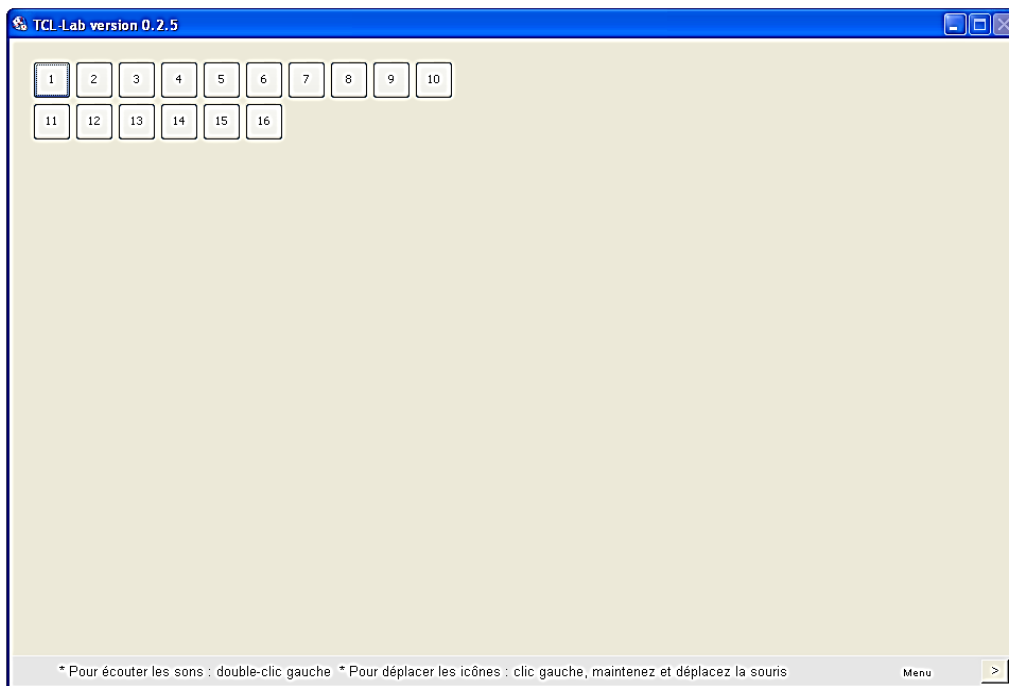 TCL-Lab version 0.2.5
1 2 3 4 5 6 7 8 9 10
11 12 13 14 15 16
* Pour écouter les sons : double-clic gauche * Pour déplacer les icônes : clic gauche, maintenez et déplacez la souris Menu >